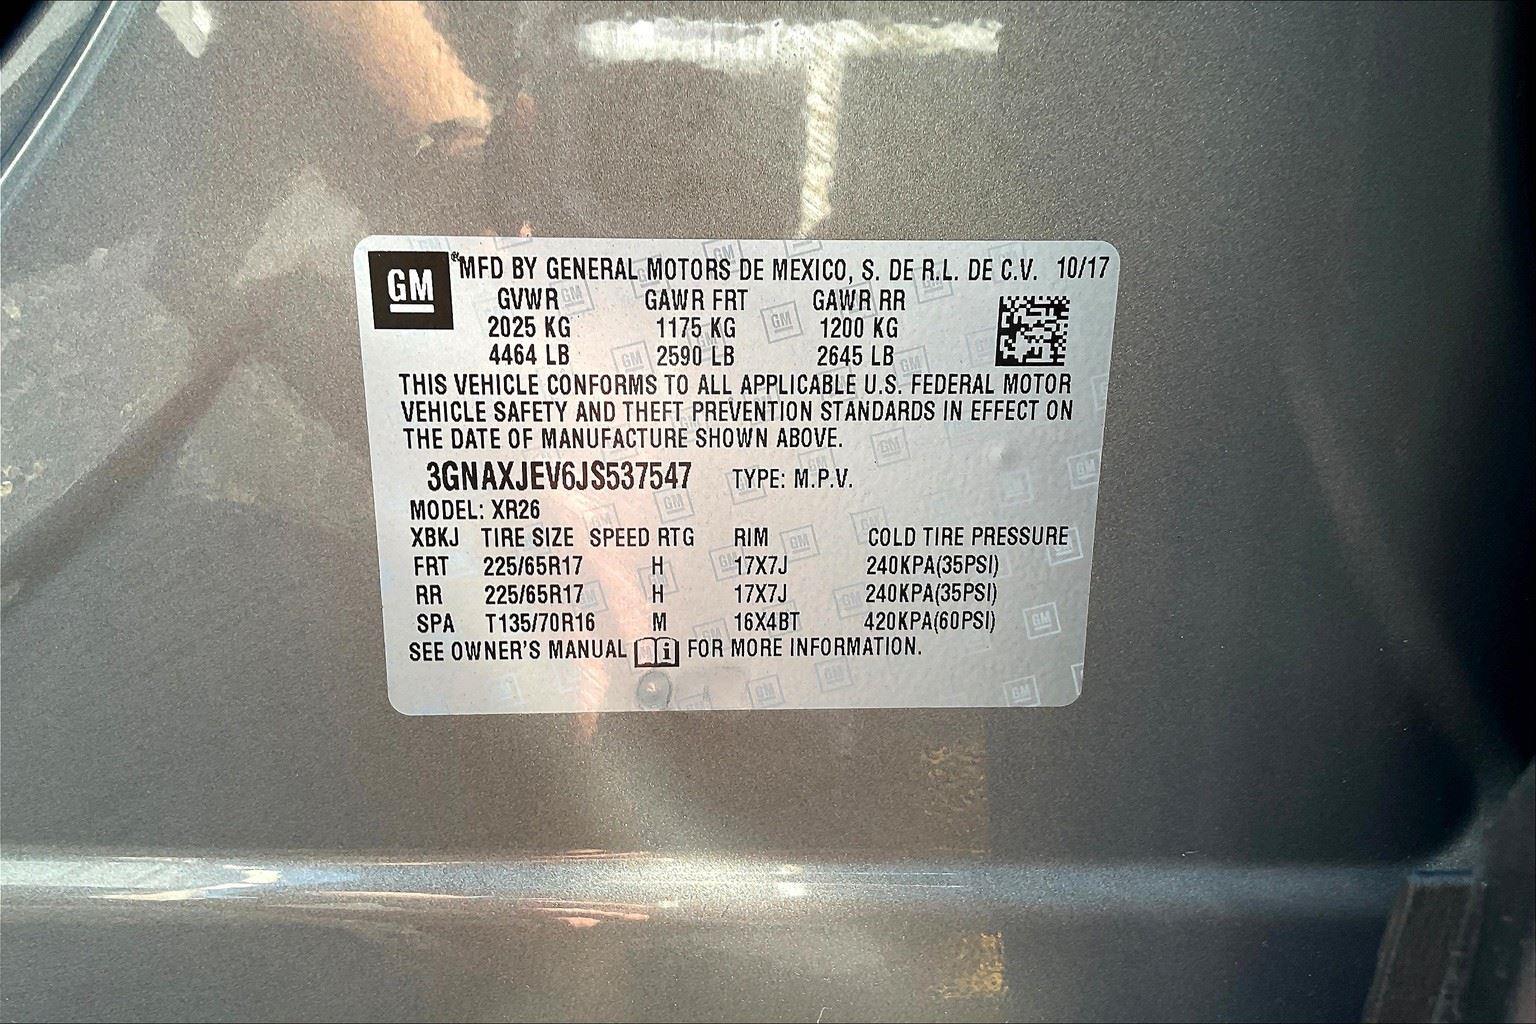 GM
® MFD BY GENERAL MOTORS DE MEXICO, S. DE R.L. DE C.V. 10/17
GVWR GAWR FRT GAWR RR
2025 KG 1175 KG 1200 KG
4464 LB 2590 LB 2645 LB
THIS VEHICLE CONFORMS TO ALL APPLICABLE U.S. FEDERAL MOTOR
VEHICLE SAFETY AND THEFT PREVENTION STANDARDS IN EFFECT ON
THE DATE OF MANUFACTURE SHOWN ABOVE.
3GNAXJEV6JS537547 TYPE: M.P.V.
MODEL: XR26
XBKJ TIRE SIZE SPEED RTG RIM COLD TIRE PRESSURE
FRT 225/65R17 H 17X7J 240KPA(35PSI)
RR 225/65R17 H 17X7J 240KPA(35PSI)
SPA T135/70R16 M 16X4BT 420KPA(60PSI)
SEE OWNER'S MANUAL i FOR MORE INFORMATION.